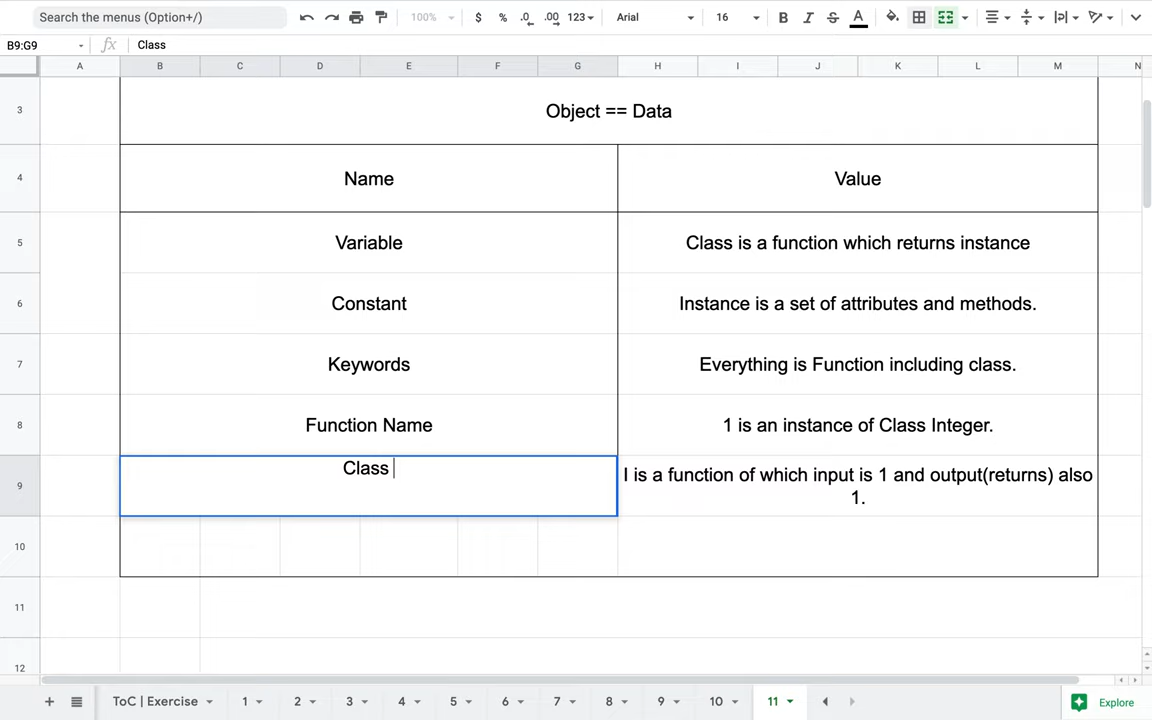 Search the menus (Option+/)
100%
$ % .0 .00 123
Arial
16
B I S A
B9:G9
fx
Class
A B C D E F G H I J K L M N
3
Object == Data
4
Name
Value
5
Variable
Class is a function which returns instance
6
Constant
Instance is a set of attributes and methods.
7
Keywords
Everything is Function including class.
8
Function Name
1 is an instance of Class Integer.
9
Class
I is a function of which input is 1 and output(returns) also
1.
10
11
12
ToC | Exercise
1 2 3 4 5 6 7 8 9 10 11
Explore